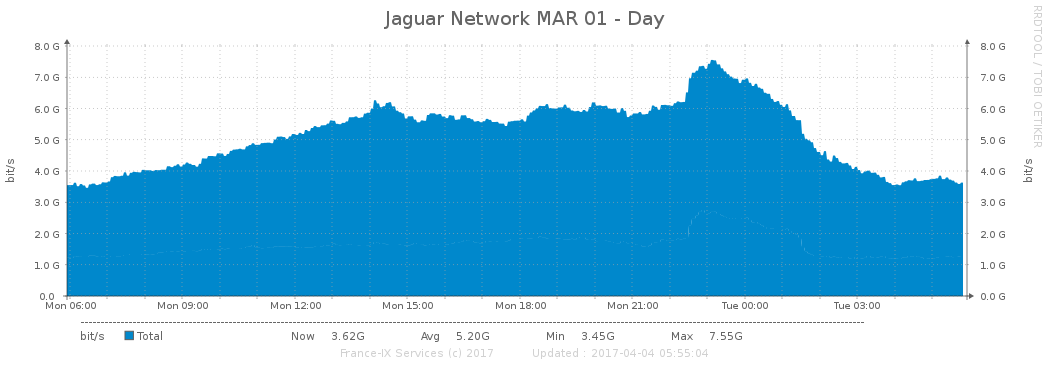 Jaguar Network MAR 01 - Day
RRDTOOL / TOBI OETIKER
bit/s
8.0 G 8.0 G
7.0 G 7.0 G
6.0 G 6.0 G
5.0 G 5.0 G
4.0 G 4.0 G
3.0 G 3.0 G
2.0 G 2.0 G
1.0 G 1.0 G
0.0 0.0 G
bit/s
Mon 06:00 Mon 09:00 Mon 12:00 Mon 15:00 Mon 18:00 Mon 21:00 Tue 00:00 Tue 03:00
bit/s Total Now 3.62G Avg 5.20G Min 3.45G Max 7.55G
France-IX Services (c) 2017 Updated : 2017-04-04 05:55:04